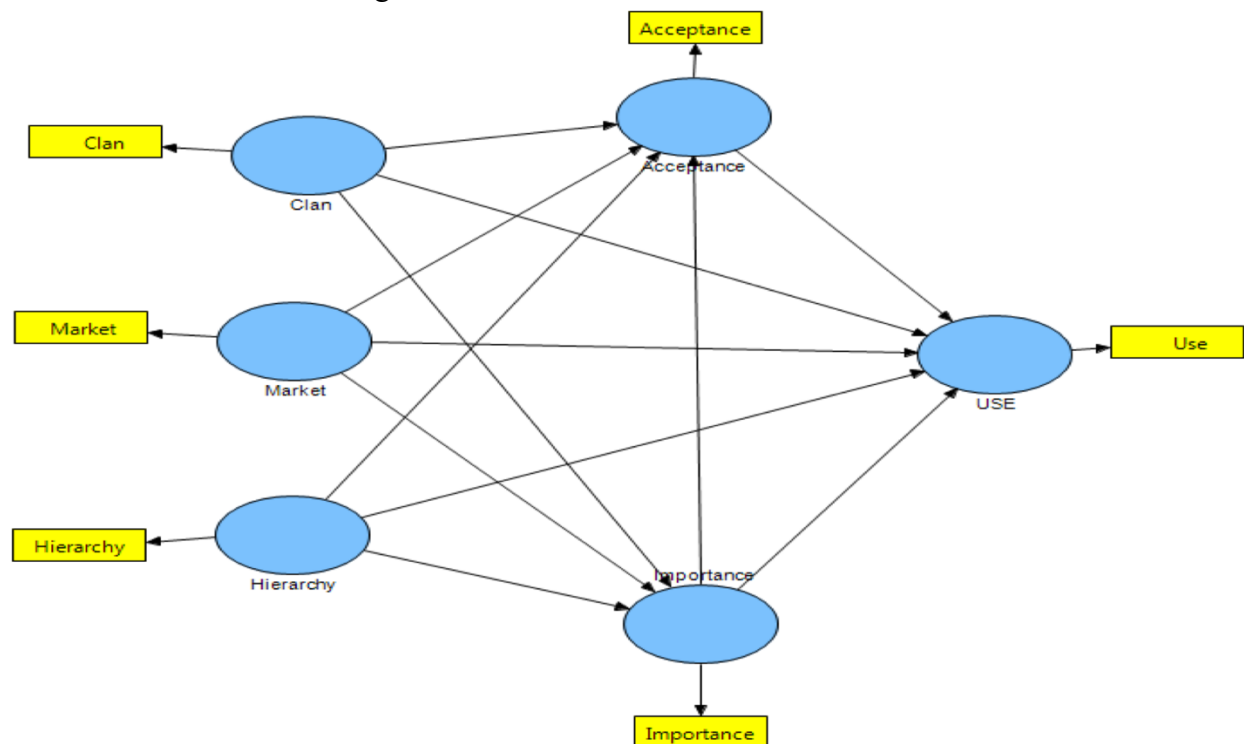 Acceptance
Acceptance
Clan
Clan
Market
Market
Use
USE
Hierarchy
Hierarchy
Importance
Importance